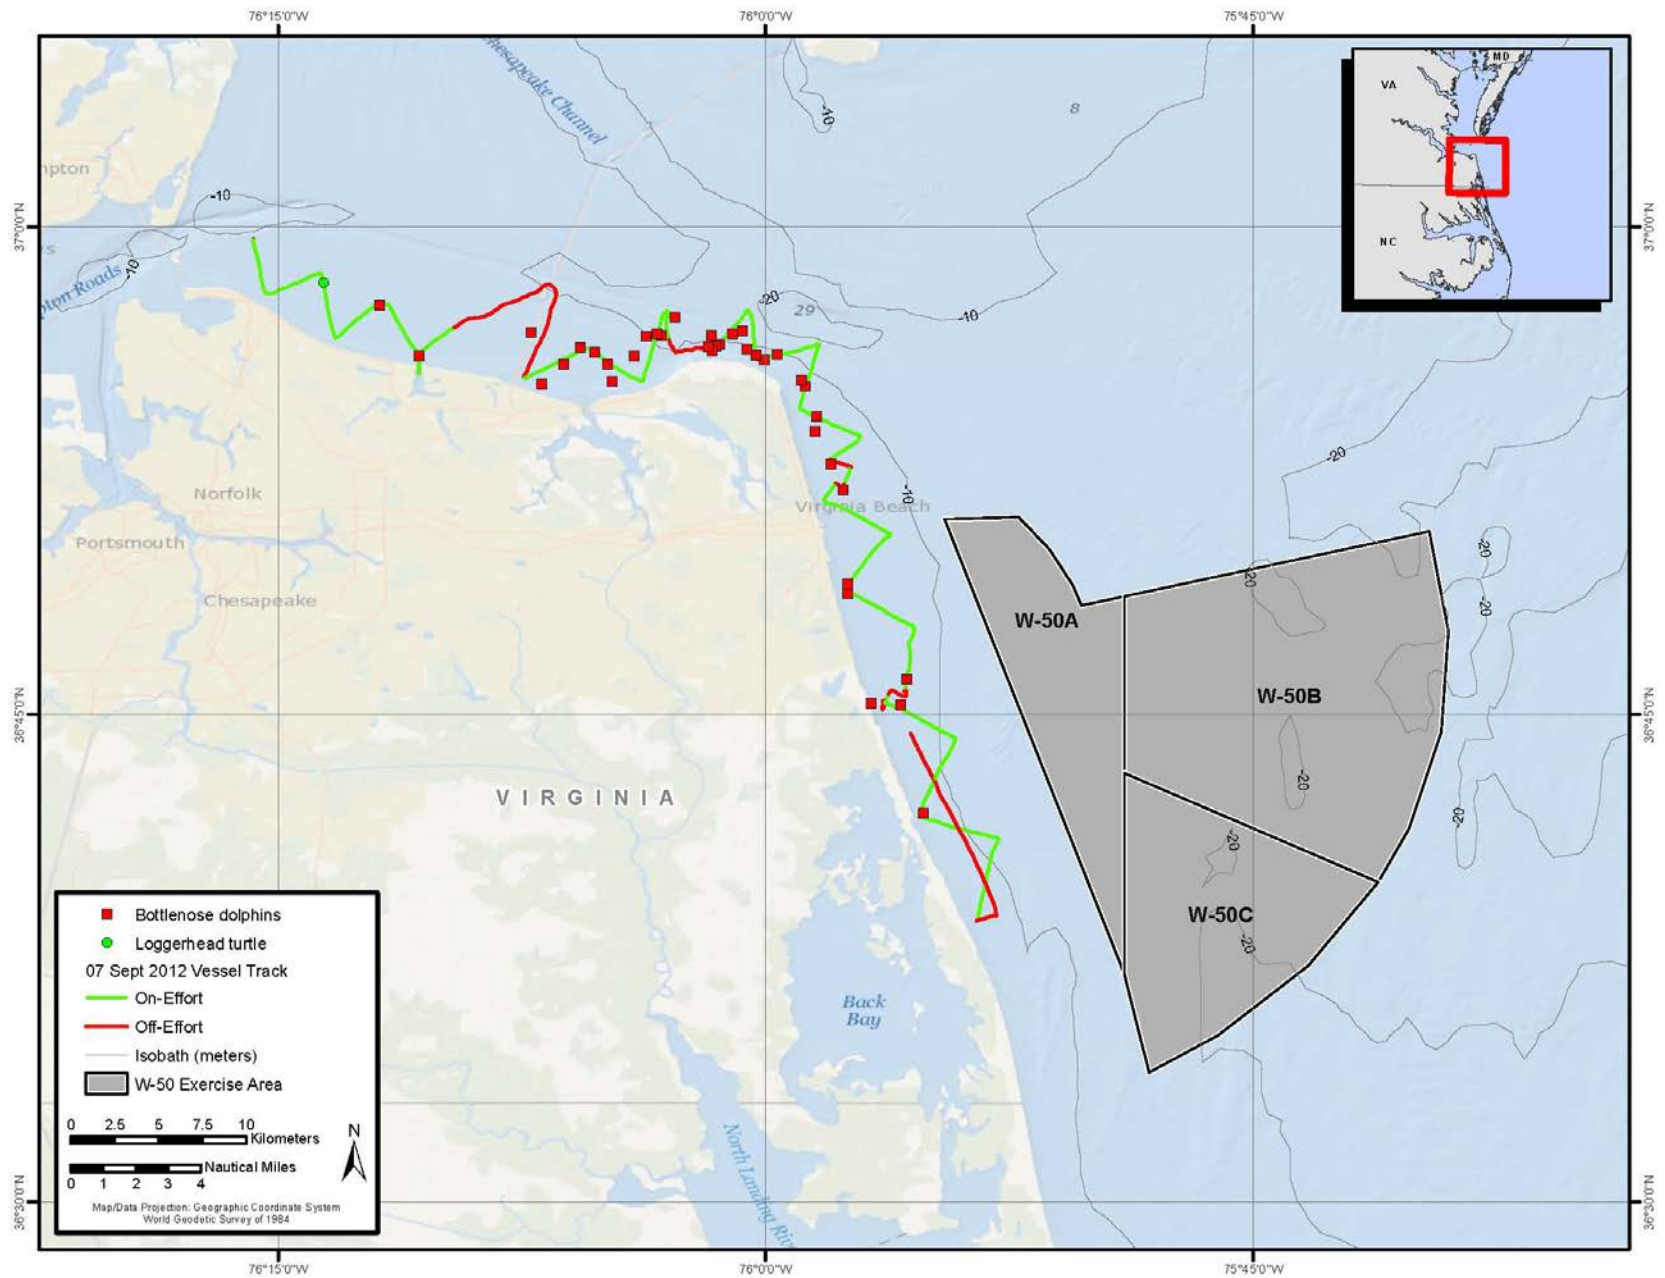 76°15'0"W
76°0'0"W
75°45'0"W
hesapeake Channel
-10
8
MD
VA
NC
mpton
-10
37°0'0"N
37°0'0"N
-10
pton Roads
-20
29
-10
-20
Norfolk
-10
Virginia Beach
Portsmouth
-20
-20
Chesapeake
-20
W-50A
W-50B
36°45'0"N
36°45'0"N
-20
VIRGINIA
-20
-20
W-50C
-20
Back
Bay
Bottlenose dolphins
Loggerhead turtle
07 Sept 2012 Vessel Track
On-Effort
Off-Effort
Isobath (meters)
W-50 Exercise Area
0 2.5 5 7.5 10
Kilometers
N
Nautical Miles
0 1 2 3 4
Map/Data Projection: Geographic Coordinate System
World Geodetic Survey of 1984
North Landing Riv
36°30'0"N
36°30'0"N
76°15'0"W
76°0'0"W
75°45'0"W